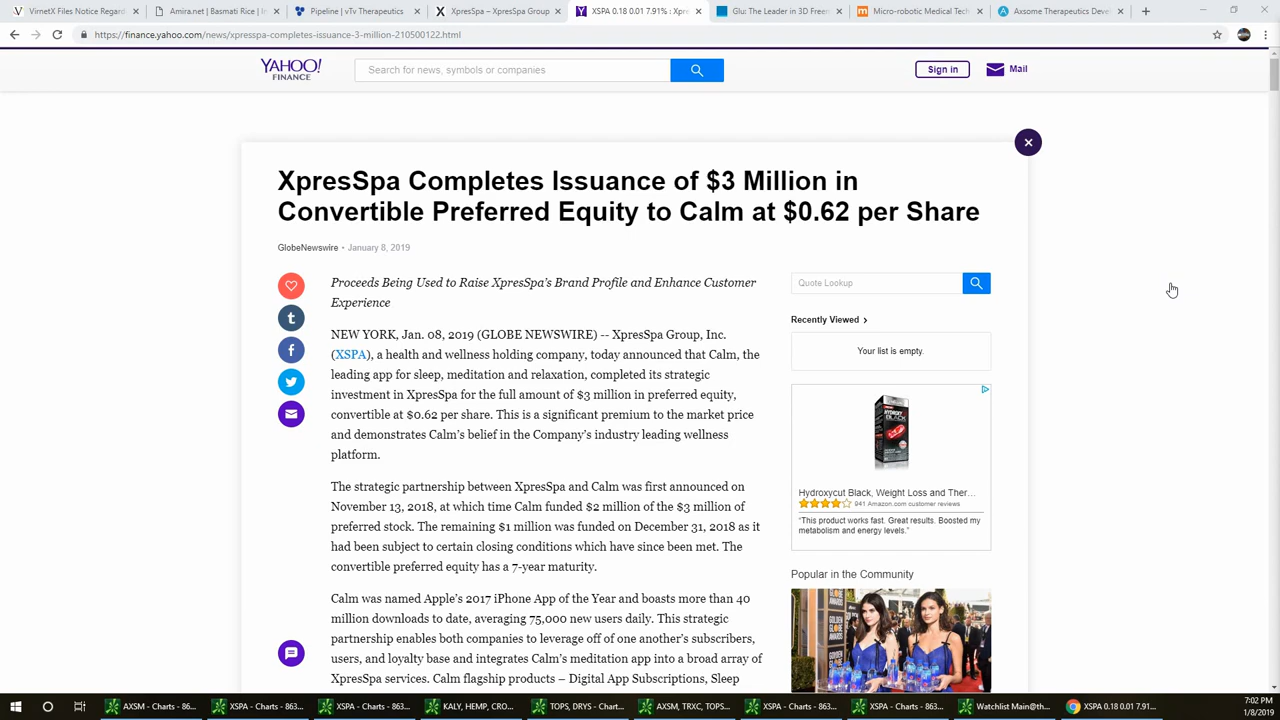 VirnetX Files Notice Regard
Amira.net | Basmati Rice | In
Pipeline | vTv Therapeutics
XpresSpa – XpresSpa Group
XSPA 0.18 0.01 7.91% : Xpre
Glu: The Leader in 3D Freem
Micro-robotic Medical Tech
Axsome Therapeutics Devel
https://finance.yahoo.com/news/xpresspa-completes-issuance-3-million-210500122.html
YAHOO!
FINANCE
Search for news, symbols or companies
Sign in
Mail
XpresSpa Completes Issuance of $3 Million in
Convertible Preferred Equity to Calm at $0.62 per Share
GlobeNewswire • January 8, 2019
Proceeds Being Used to Raise XpresSpa's Brand Profile and Enhance Customer
Experience
NEW YORK, Jan. 08, 2019 (GLOBE NEWSWIRE) -- XpresSpa Group, Inc.
(XSPA), a health and wellness holding company, today announced that Calm, the
leading app for sleep, meditation and relaxation, completed its strategic
investment in XpresSpa for the full amount of $3 million in preferred equity,
convertible at $0.62 per share. This is a significant premium to the market price
and demonstrates Calm's belief in the Company's industry leading wellness
platform.
The strategic partnership between XpresSpa and Calm was first announced on
November 13, 2018, at which time Calm funded $2 million of the $3 million of
preferred stock. The remaining $1 million was funded on December 31, 2018 as it
had been subject to certain closing conditions which have since been met. The
convertible preferred equity has a 7-year maturity.
Calm was named Apple's 2017 iPhone App of the Year and boasts more than 40
million downloads to date, averaging 75,000 new users daily. This strategic
partnership enables both companies to leverage off of one another's subscribers,
users, and loyalty base and integrates Calm's meditation app into a broad array of
XpresSpa services. Calm flagship products – Digital App Subscriptions, Sleep
Quote Lookup
Recently Viewed
Your list is empty.
HYDROXY
BLACK
Hydroxycut Black, Weight Loss and Ther...
941 Amazon.com customer reviews
"This product works fast. Great results. Boosted my
metabolism and energy levels."
Popular in the Community
AXSM - Charts - 86...
XSPA - Charts - 863...
KALY, HEMP, CRO...
TOPS, DRYS - Chart...
AXSM, TRXC, TOPS...
XSPA - Charts - 863...
XSPA - Charts - 863...
Watchlist Main@th...
XSPA 0.18 0.01 7.91...
7:02 PM
1/8/2019